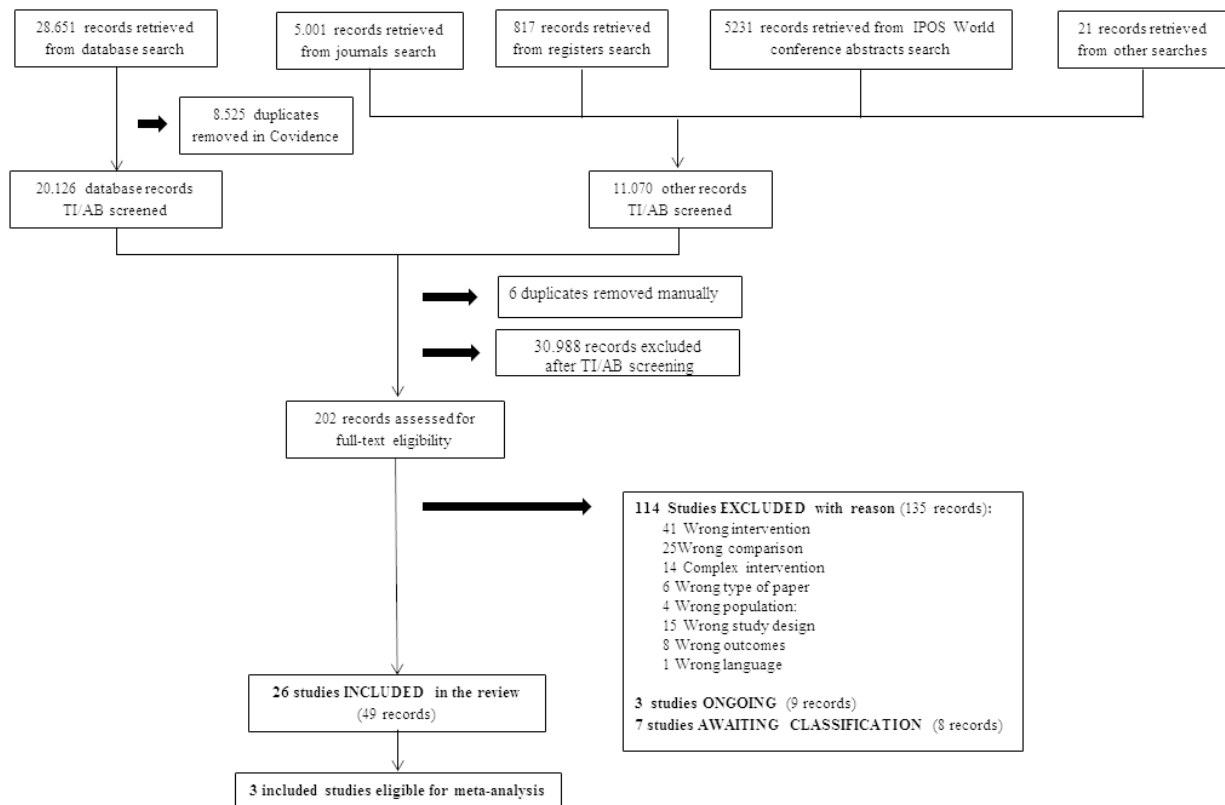 28.651 records retrieved
from database search
5.001 records retrieved
from journals search
817 records retrieved
from registers search
5231 records retrieved from IPOS World
conference abstracts search
21 records retrieved
from other searches
8.525 duplicates
removed in Covidence
20.126 database records
TI/AB screened
11.070 other records
TI/AB screened
6 duplicates removed manually
30.988 records excluded
after TI/AB screening
202 records assessed for
full-text eligibility
114 Studies EXCLUDED with reason (135 records):
41 Wrong intervention
25Wrong comparison
14 Complex intervention
6 Wrong type of paper
4 Wrong population:
15 Wrong study design
8 Wrong outcomes
1 Wrong language
3 studies ONGOING (9 records)
7 studies AWAITING CLASSIFICATION (8 records)
26 studies INCLUDED in the review
(49 records)
3 included studies eligible for meta-analysis